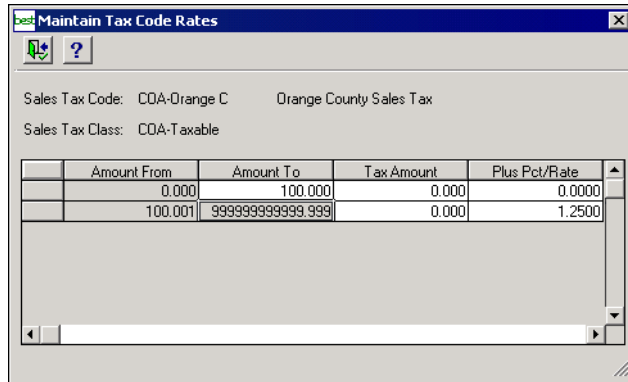 best Maintain Tax Code Rates
?
Sales Tax Code: COA-Orange C Orange County Sales Tax
Sales Tax Class: COA-Taxable
Amount From Amount To Tax Amount Plus Pct/Rate
0.000 100.000 0.000 0.0000
100.001 999999999999.999 0.000 1.2500